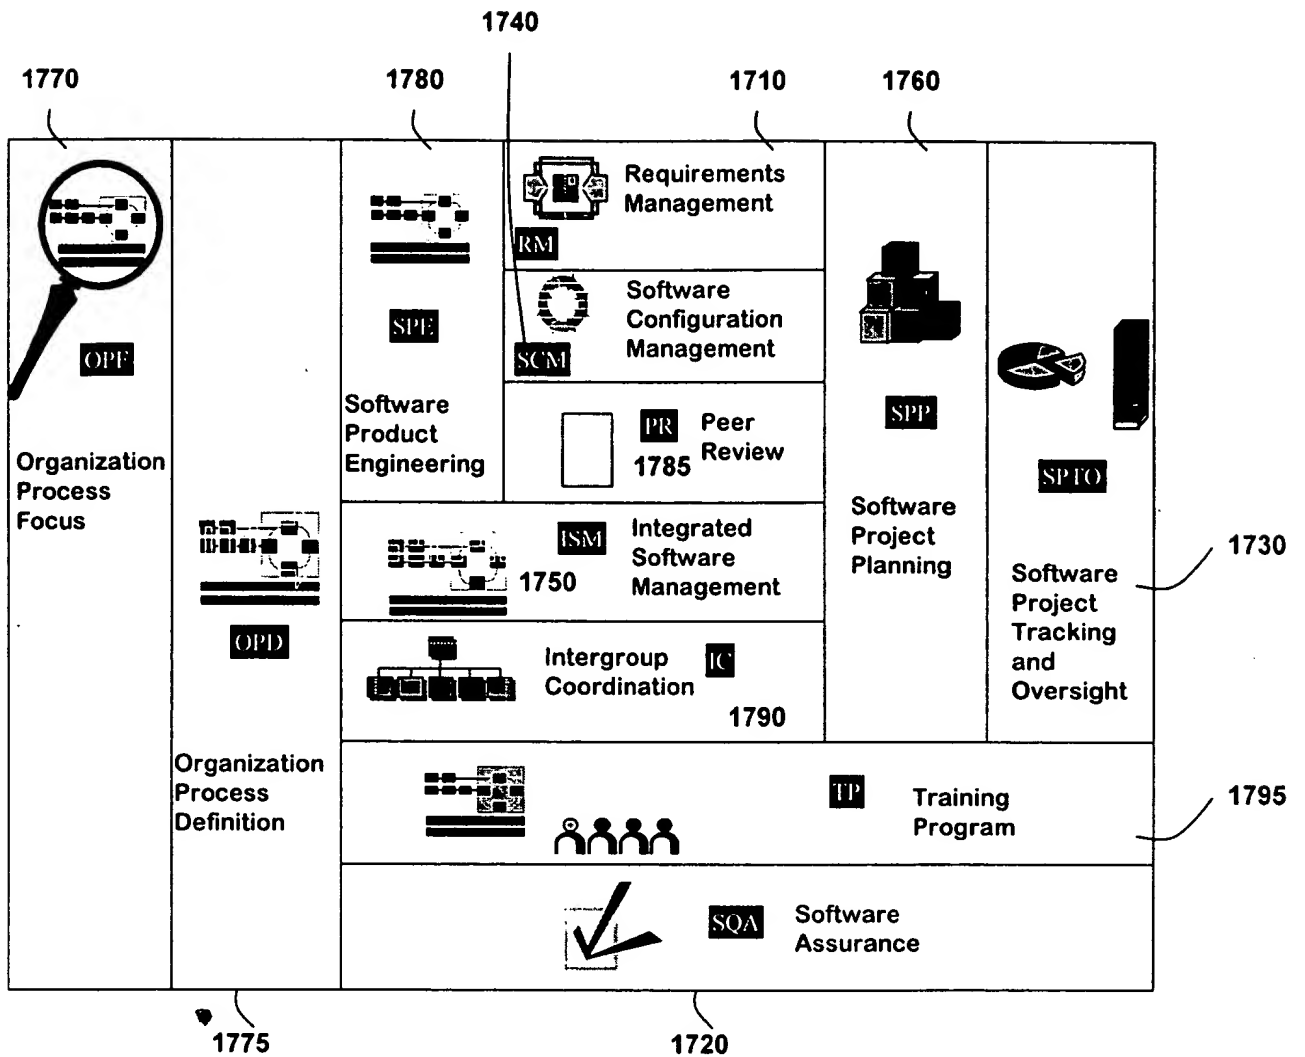 1740
1770
1780
1710
1760
Requirements
Management
RM
Software
Configuration
Management
SCM
SPE
OPF
Software
Product
Engineering
PR
Peer
Review
1785
SPP
SPTO
Organization
Process
Focus
Software
Project
Planning
ISM
Integrated
Software
Management
1750
1730
Software
Project
Tracking
and
Oversight
OPD
Intergroup
Coordination
IC
1790
Organization
Process
Definition
TP
Training
Program
1795
SQA
Software
Assurance
1775
1720